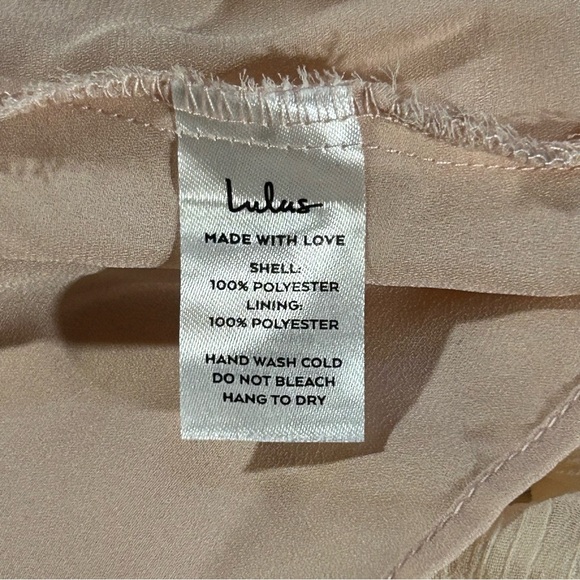 Lulus
MADE WITH LOVE
SHELL:
100% POLYESTER
LINING:
100% POLYESTER
HAND WASH COLD
DO NOT BLEACH
HANG TO DRY